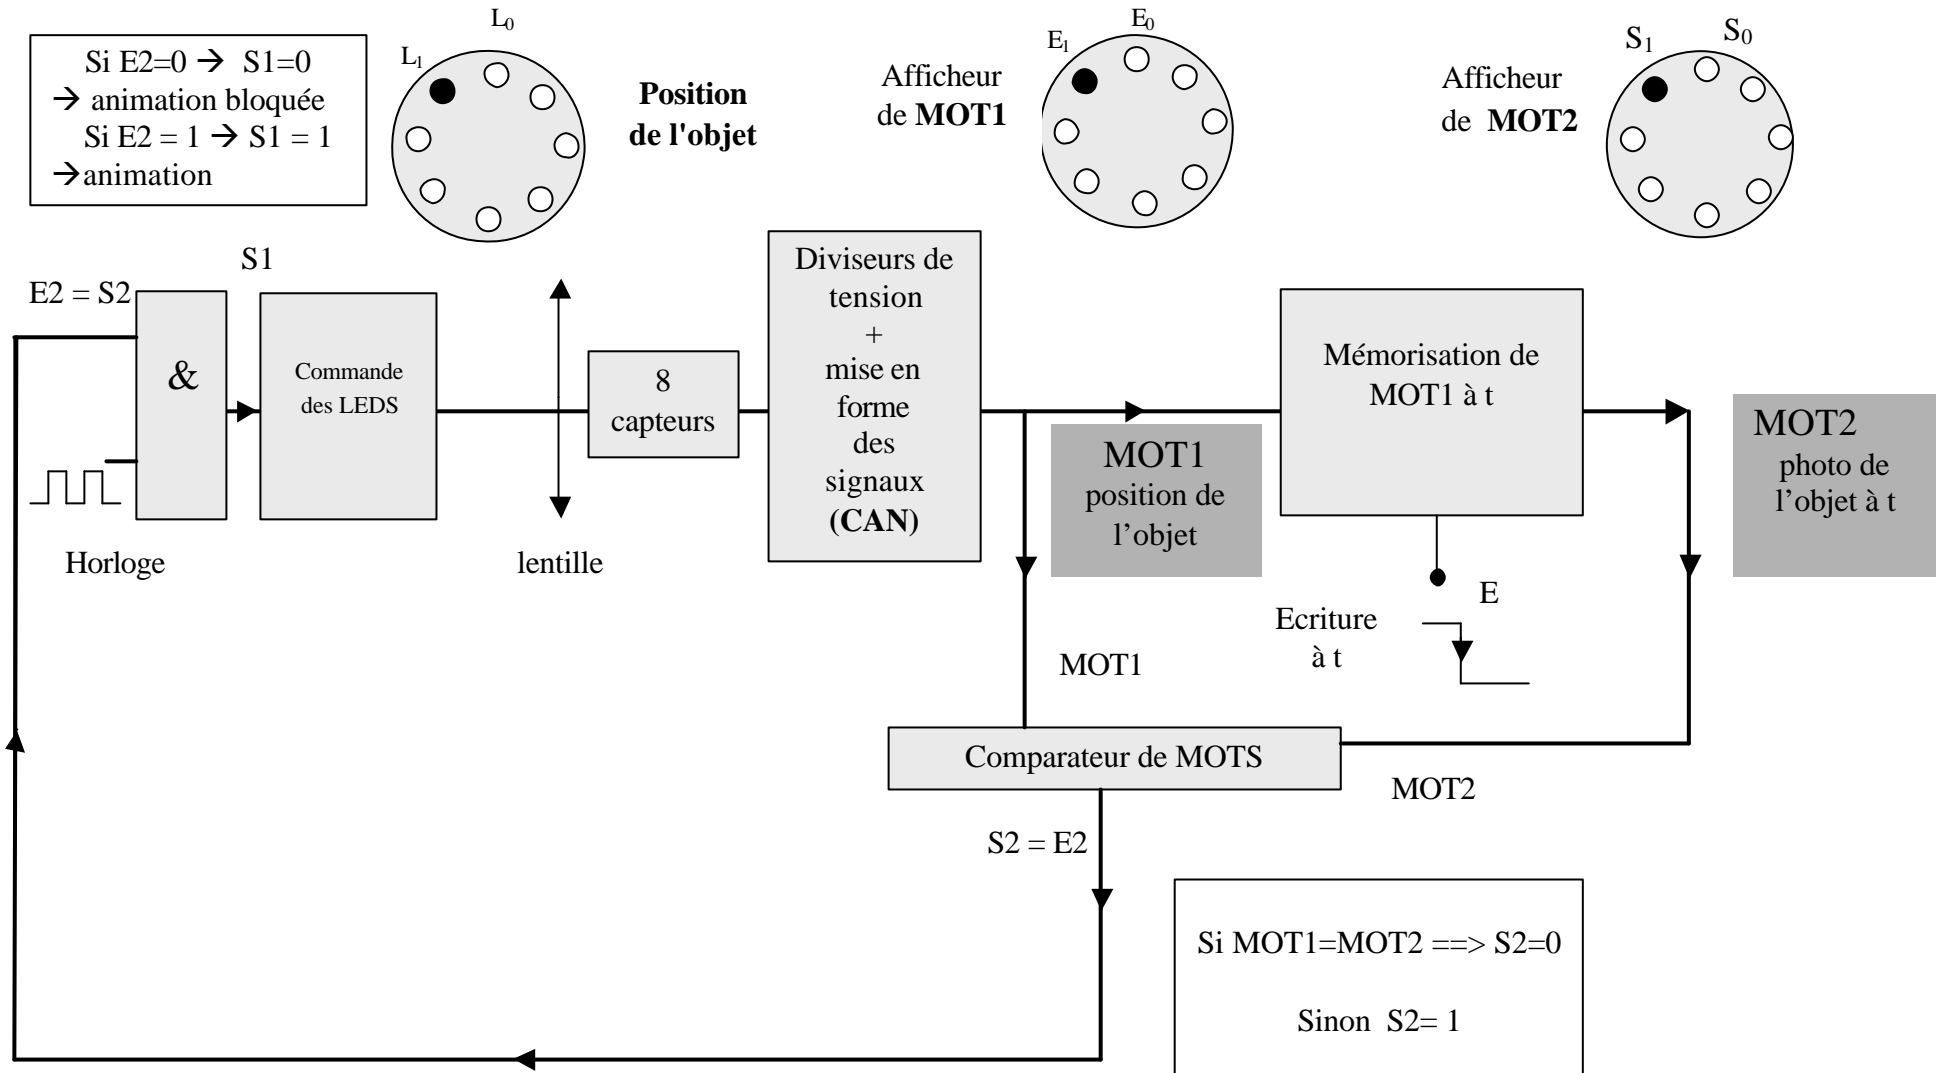 Si E2=0 → S1=0
→ animation bloquée
Si E2 = 1 → S1 = 1
→animation
L0
L1
Position
de l'objet
Afficheur
de MOT1
E0
E1
Afficheur
de MOT2
S1
S0
E2 = S2
S1
&
Horloge
Commande
des LEDS
lentille
8
capteurs
Diviseurs de
tension
+
mise en
forme
des
signaux
(CAN)
MOT1
position de
l’objet
Mémorisation de
MOT1 à t
MOT2
photo de
l’objet à t
E
Ecriture
à t
MOT1
Comparateur de MOTS
MOT2
S2 = E2
Si MOT1=MOT2 ==> S2=0
Sinon S2= 1